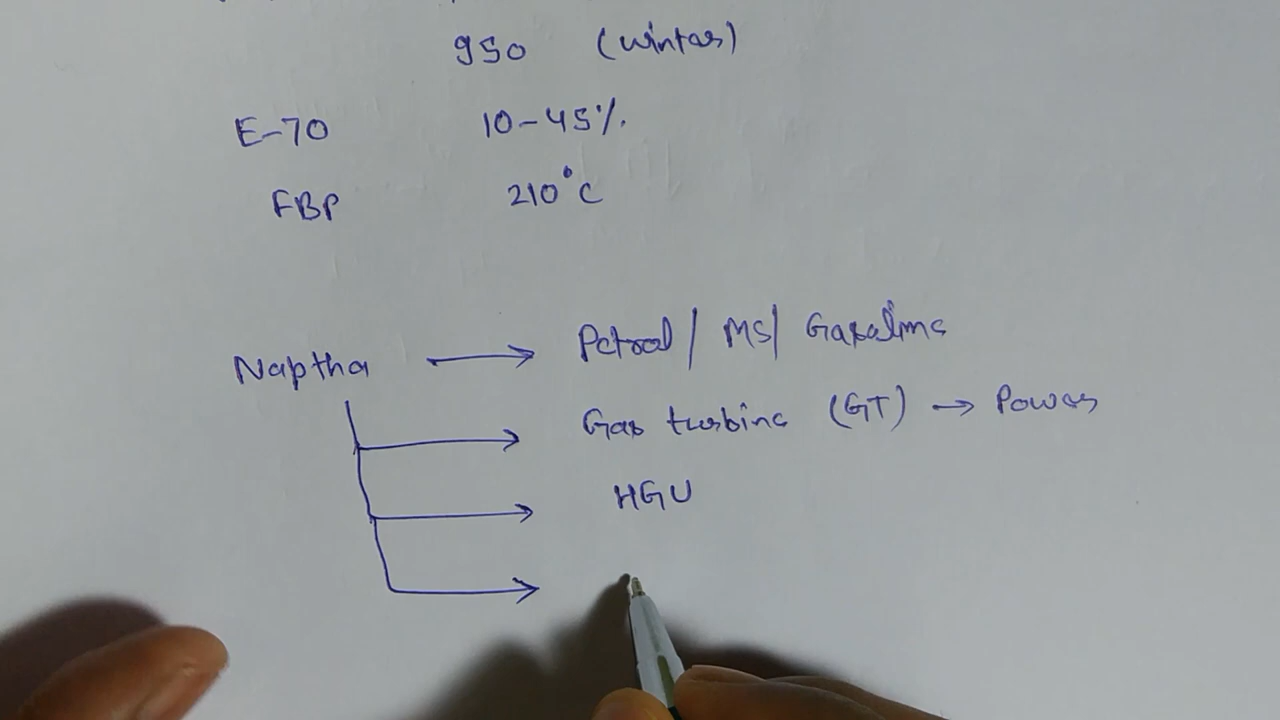 950 (winter)
E-70 10-45%.
FBP 210°C
Naptha → Petrol / MS / Gasoline
Gas turbine (GT) → Power
HGU